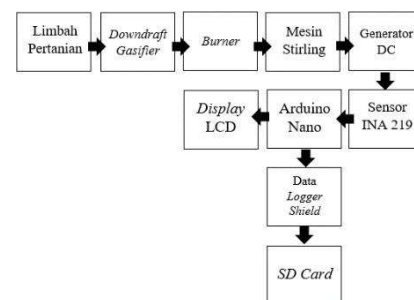 Limbah
Pertanian
Downdraft
Gasifier
Burner
Mesin
Stirling
Generator
DC
Sensor
INA 219
Arduino
Nano
Display
LCD
Data
Logger
Shield
SD Card